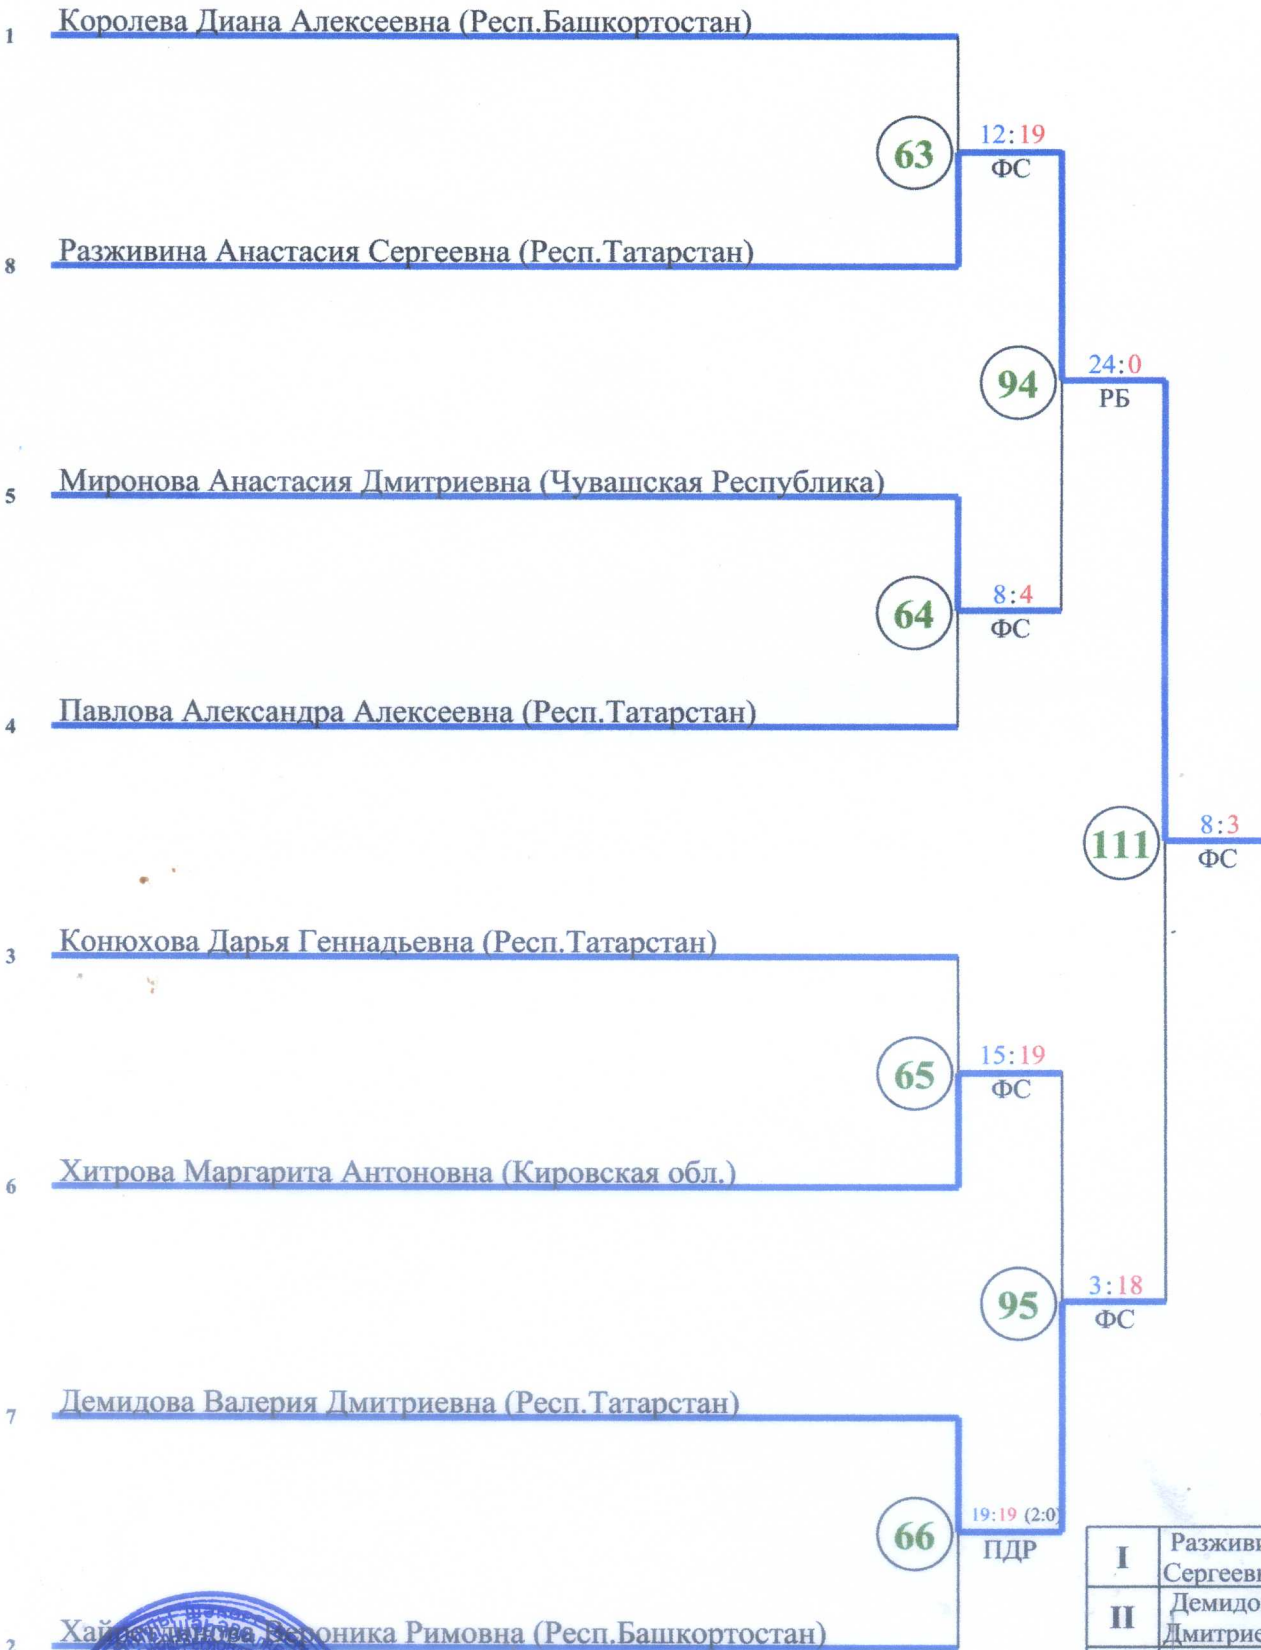 1 Королева Диана Алексеевна (Респ.Башкортостан)
63 12:19
ФС
8 Разживина Анастасия Сергеевна (Респ.Татарстан)
94 24:0
РБ
5 Миронова Анастасия Дмитриевна (Чувашская Республика)
64 8:4
ФС
4 Павлова Александра Алексеевна (Респ.Татарстан)
111 8:3
ФС
3 Конюхова Дарья Геннадьевна (Респ.Татарстан)
65 15:19
ФС
6 Хитрова Маргарита Антоновна (Кировская обл.)
95 3:18
ФС
7 Демидова Валерия Дмитриевна (Респ.Татарстан)
66 19:19 (2:0)
ПДР
I Разживи
Сергеевн
II Демидо
Дмитрие
2 Вероника Римовна (Респ.Башкортостан)